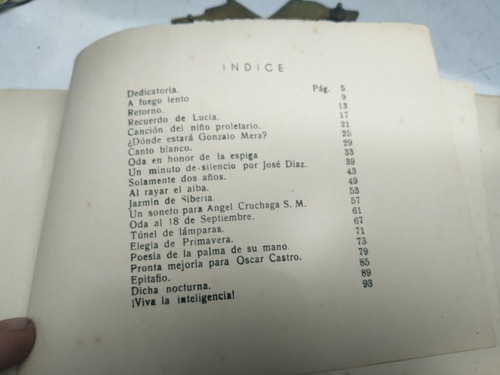 INDICE
Dedicatoria. Pág. 5
A fuego lento 9
Retorno. 13
Recuerdo de Lucía. 17
Canción del niño proletario. 21
¿Dónde estará Gonzalo Mera? 25
Canto blanco. 29
Oda en honor de la espiga 33
Un minuto de silencio por José Díaz. 39
Solamente dos años. 43
Al rayar el alba. 49
Jazmín de Siberia. 53
Un soneto para Angel Cruchaga S. M. 57
Oda al 18 de Septiembre. 61
Túnel de lámparas. 67
Elegía de Primavera. 71
Poesía de la palma de su mano. 73
Pronta mejoría para Oscar Castro. 79
Epitafio. 85
Dicha nocturna. 89
¡Viva la inteligencia! 93